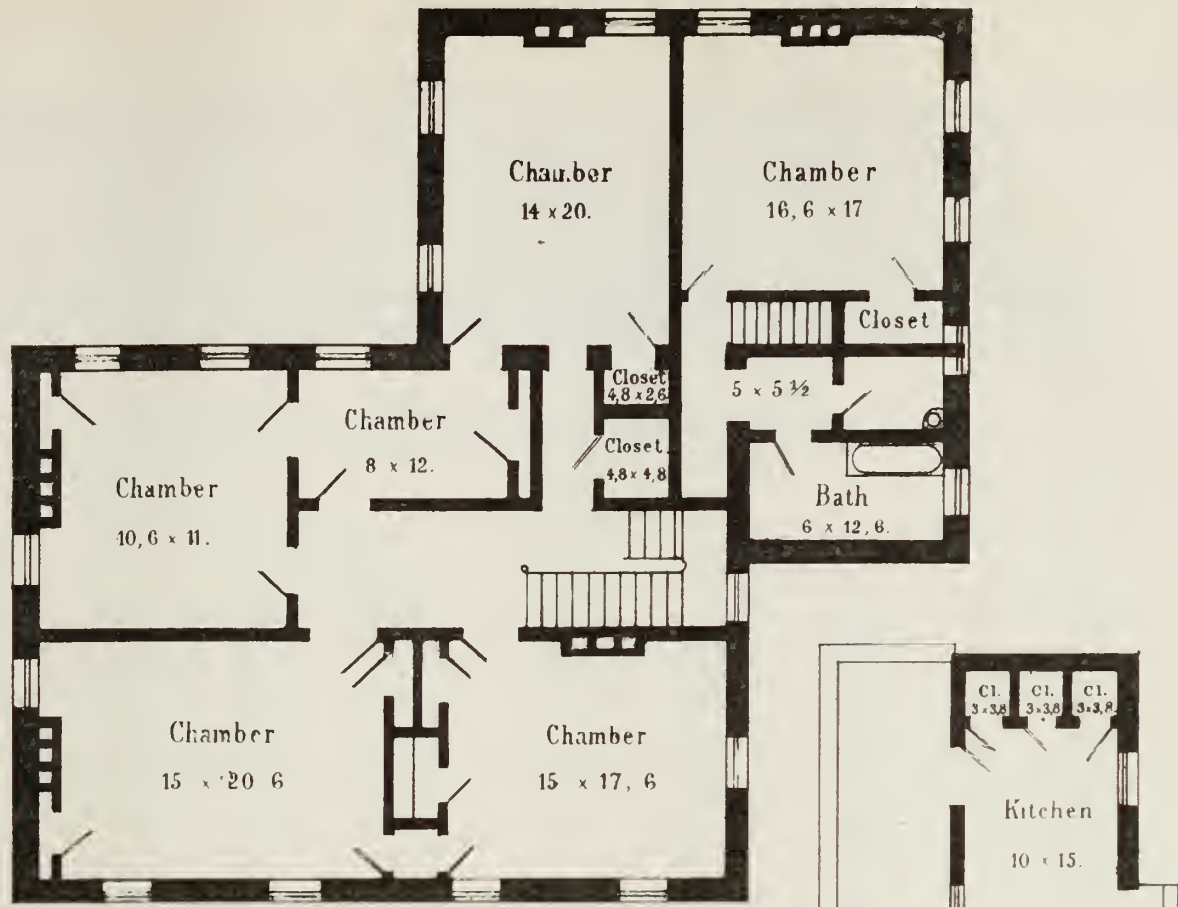 Chamber
14 × 20.
Chamber
16, 6 × 17
Closet
Closet
4,8 × 2,6
5 × 5 ½
Closet.
4,8 × 4,8
Chamber
8 × 12.
Bath
6 × 12, 6.
Chamber
10, 6 × 11.
Chamber
15 × 20 6
Chamber
15 × 17, 6
Cl.
3×3,8
Cl.
3×3,8
Cl.
3×3,8.
Kitchen
10 × 15.